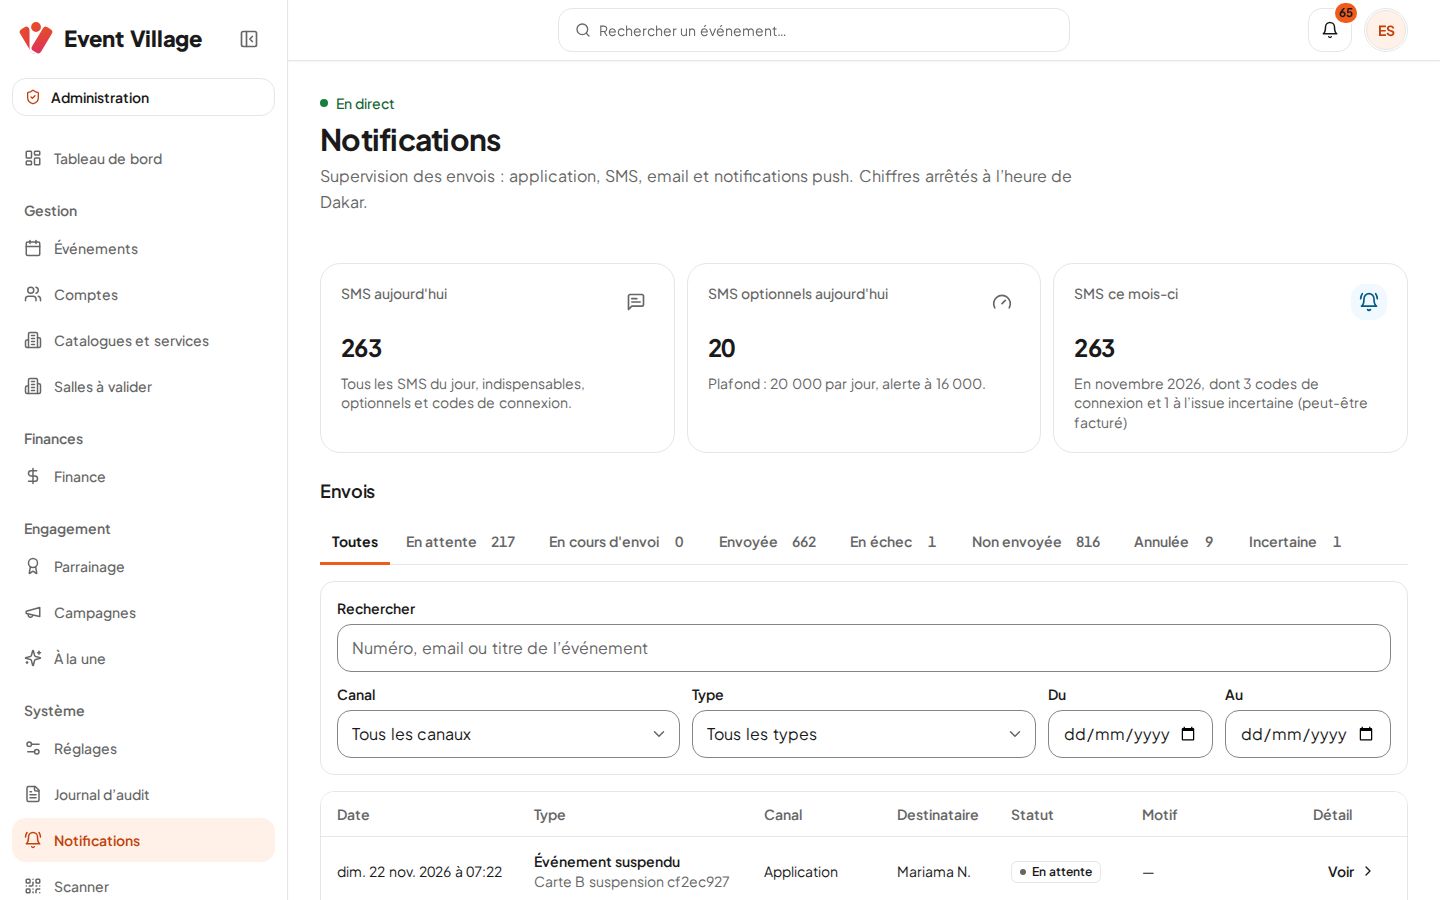 Event Village
Administration
Tableau de bord
Gestion
Événements
Comptes
Catalogues et services
Salles à valider
Finances
Finance
Engagement
Parrainage
Campagnes
À la une
Système
Réglages
Journal d’audit
Notifications
Scanner
Rechercher un événement…
65
ES
En direct
Notifications
Supervision des envois : application, SMS, email et notifications push. Chiffres arrêtés à l’heure de
Dakar.
SMS aujourd'hui
263
Tous les SMS du jour, indispensables,
optionnels et codes de connexion.
SMS optionnels aujourd'hui
20
Plafond : 20 000 par jour, alerte à 16 000.
SMS ce mois-ci
263
En novembre 2026, dont 3 codes de
connexion et 1 à l’issue incertaine (peut-être
facturé)
Envois
Toutes En attente 217 En cours d'envoi 0 Envoyée 662 En échec 1 Non envoyée 816 Annulée 9 Incertaine 1
Rechercher
Numéro, email ou titre de l’événement
Canal Type Du Au
Tous les canaux Tous les types dd/mm/yyyy dd/mm/yyyy
Date Type Canal Destinataire Statut Motif Détail
dim. 22 nov. 2026 à 07:22 Événement suspendu Application Mariama N. En attente — Voir
Carte B suspension cf2ec927